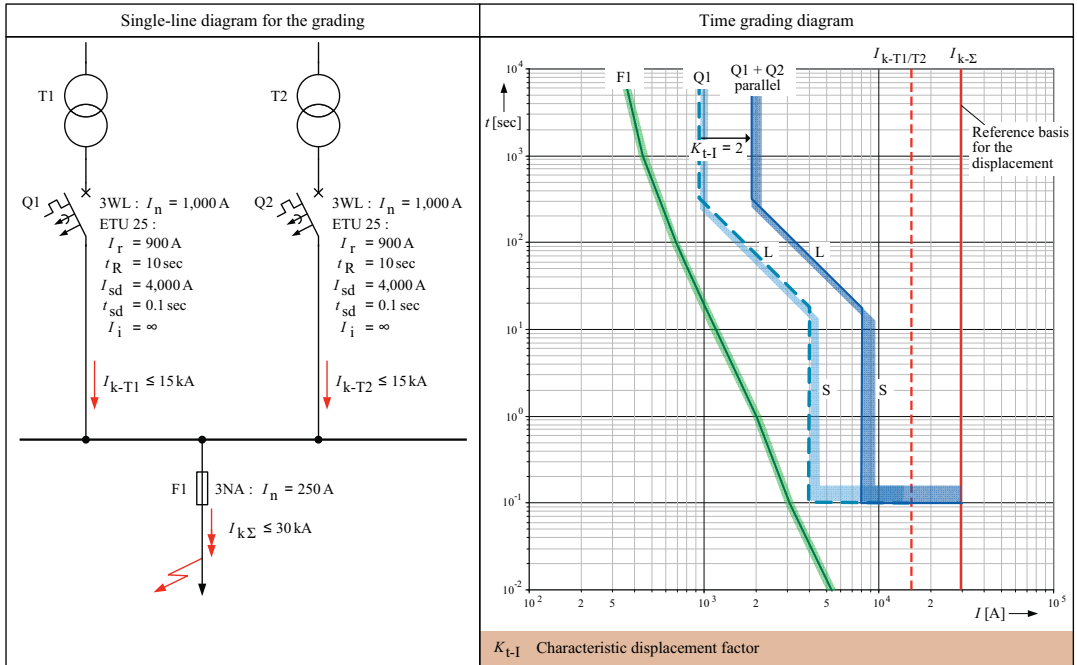 Single-line diagram for the grading
T1
T2
Q1
3WL : I n = 1,000 A
ETU 25 :
I r = 900 A
t R = 10 sec
I sd = 4,000 A
t sd = 0.1 sec
I i = ∞
Q2
3WL : I n = 1,000 A
ETU 25 :
I r = 900 A
t R = 10 sec
I sd = 4,000 A
t sd = 0.1 sec
I i = ∞
I k-T1 ≤ 15 kA
I k-T2 ≤ 15 kA
F1
3NA : I n = 250 A
I kΣ ≤ 30 kA
Time grading diagram
I k-T1/T2
I k-Σ
F1
Q1
Q1 + Q2
parallel
t [sec]
K t-I = 2
Reference basis
for the
displacement
L
L
S
S
10 4
10 3
10 2
10 1
10 0
10 -1
10 -2
10 2
2
5
10 3
2
5
10 4
2
5
10 5
I [A]
K t-I Characteristic displacement factor